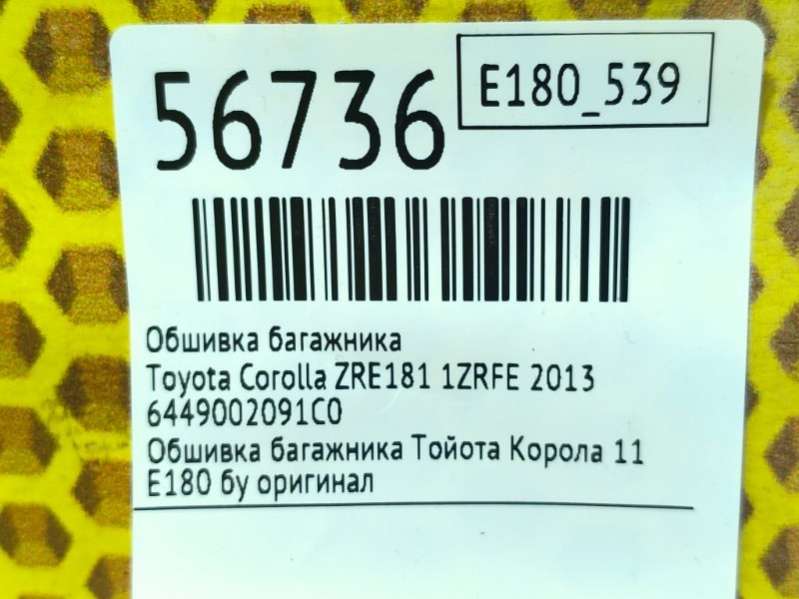 56736
E180_539
Обшивка багажника
Toyota Corolla ZRE181 1ZRFE 2013
6449002091C0
Обшивка багажника Тойота Корола 11
E180 бу оригинал